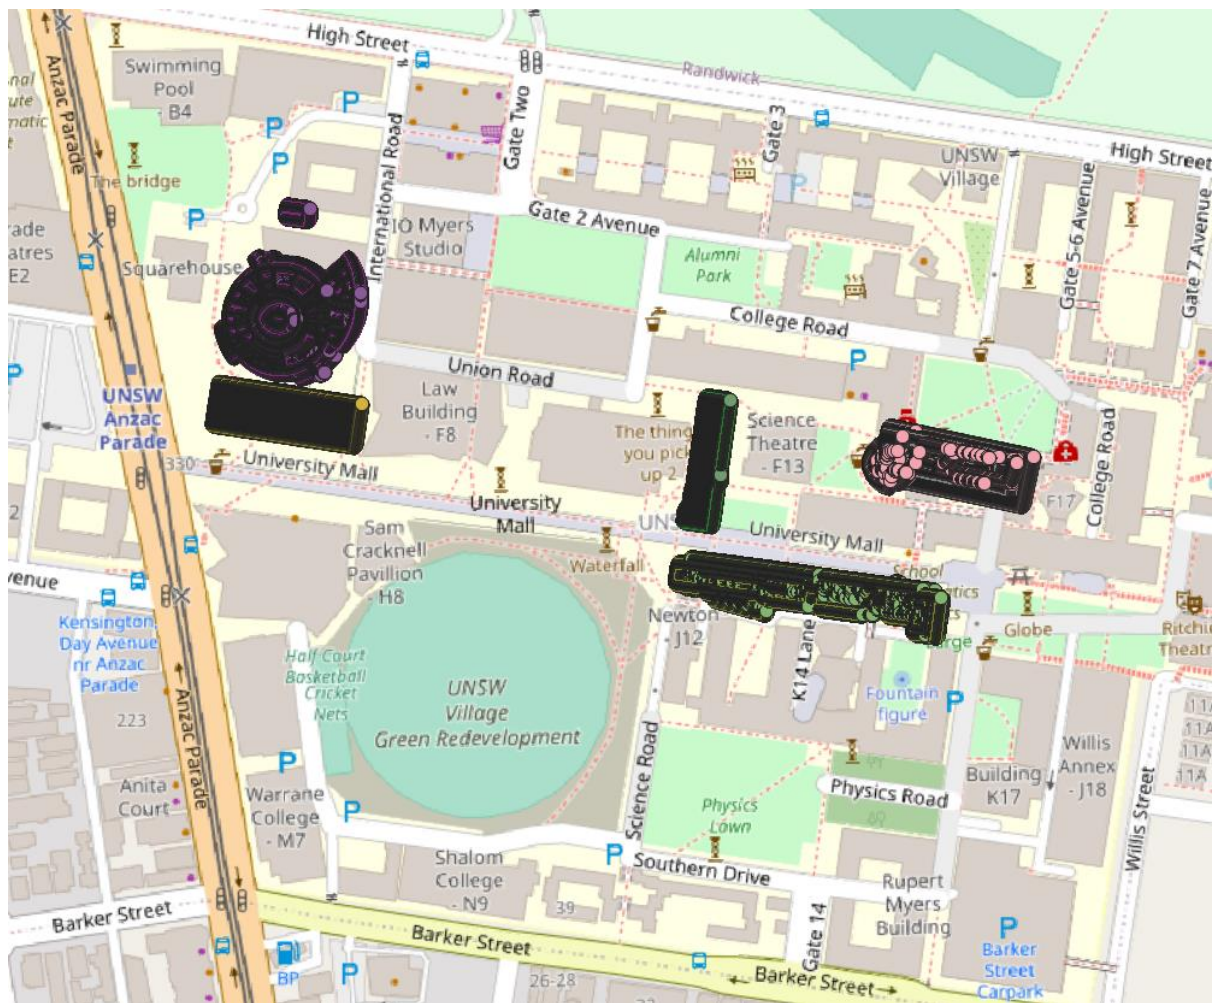 High Street
Randwick
Anzac Parade
Swimming
Pool
- B4
International Road
Gate Two
Gate 3
UNSW
Village
High Street
The bridge
Gate 5-6 Avenue
Gate 7 Avenue
IO Myers
Studio
Gate 2 Avenue
E2
Squarehouse
Alumni
Park
College Road
Union Road
UNSW
Anzac
Parade
Law
Building
- F8
The thing
you pick
up 2
Science
Theatre
- F13
College Road
330
University Mall
F17
University
Mall
University Mall
Sam
Cracknell
Pavillion
- H8
Waterfall
School
Newton
J12
Globe
Kensington,
Day Avenue
nr Anzac
Parade
K14 Lane
Half Court
Basketball
Cricket
Nets
UNSW
Village
Green Redevelopment
Fountain
figure
223
Anzac Parade
Science Road
Willis
Annex
- J18
Building
K17
Anita
Court
Warrane
College
- M7
Physics Road
Physics
Lawn
Willis Street
Shalom
College
- N9
Southern Drive
Rupert
Myers
Building
39
Barker Street
Barker Street
Gate 14
Barker
Street
Carpark
BP
26-28
Barker Street